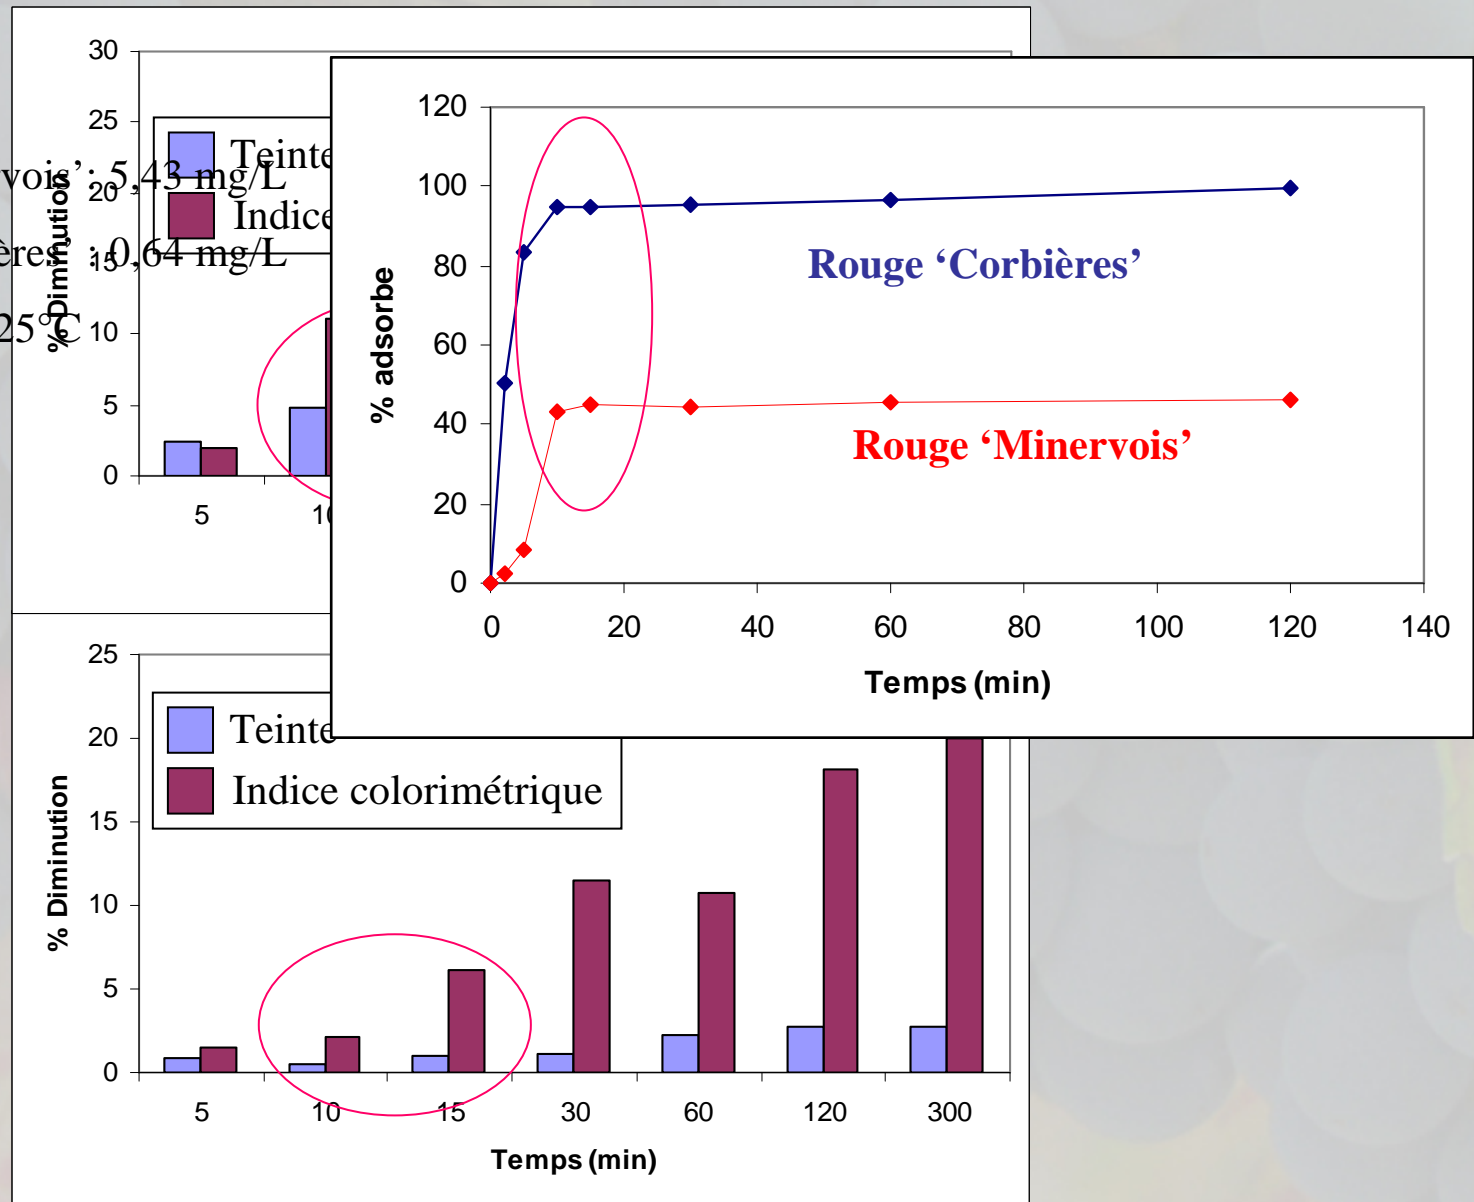 30
25
20
15
10
5
0
% Diminution
Teinte
Indice
5,43 mg/L
0,64 mg/L
25°C
5
120
100
80
60
40
20
0
% adsorbe
Rouge ‘Corbières’
Rouge ‘Minervois’
0 20 40 60 80 100 120 140
Temps (min)
25
20
15
10
5
0
% Diminution
Teinte
Indice colorimétrique
5 10 15 30 60 120 300
Temps (min)